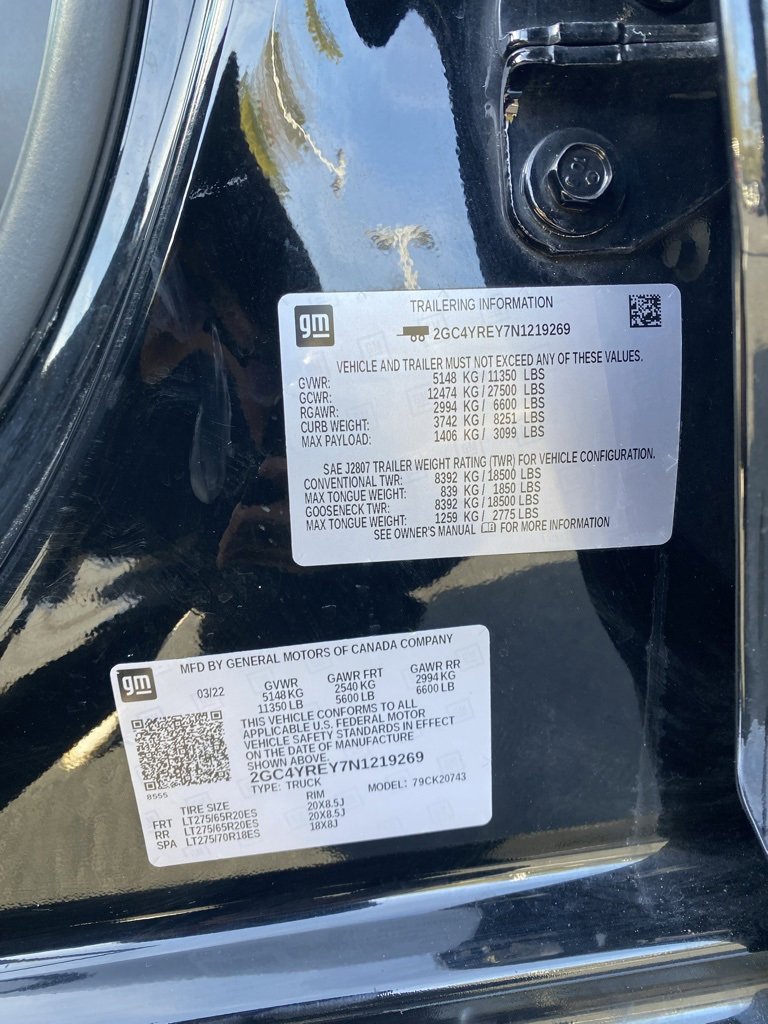 TRAILERING INFORMATION
gm
2GC4YREY7N1219269
VEHICLE AND TRAILER MUST NOT EXCEED ANY OF THESE VALUES.
GVWR: 5148 KG / 11350 LBS
GCWR: 12474 KG / 27500 LBS
RGAWR: 2994 KG / 6600 LBS
CURB WEIGHT: 3742 KG / 8251 LBS
MAX PAYLOAD: 1406 KG / 3099 LBS
SAE J2807 TRAILER WEIGHT RATING (TWR) FOR VEHICLE CONFIGURATION.
CONVENTIONAL TWR: 8392 KG / 18500 LBS
MAX TONGUE WEIGHT: 839 KG / 1850 LBS
GOOSENECK TWR: 8392 KG / 18500 LBS
MAX TONGUE WEIGHT: 1259 KG / 2775 LBS
SEE OWNER'S MANUAL FOR MORE INFORMATION
MFD BY GENERAL MOTORS OF CANADA COMPANY
gm
03/22 GVWR GAWR FRT GAWR RR
5148 KG 2540 KG 2994 KG
11350 LB 5600 LB 6600 LB
THIS VEHICLE CONFORMS TO ALL
APPLICABLE U.S. FEDERAL MOTOR
VEHICLE SAFETY STANDARDS IN EFFECT
ON THE DATE OF MANUFACTURE
SHOWN ABOVE.
2GC4YREY7N1219269
8555 TYPE: TRUCK MODEL: 79CK20743
TIRE SIZE RIM
FRT LT275/65R20ES 20X8.5J
RR LT275/65R20ES 20X8.5J
SPA LT275/70R18ES 18X8J